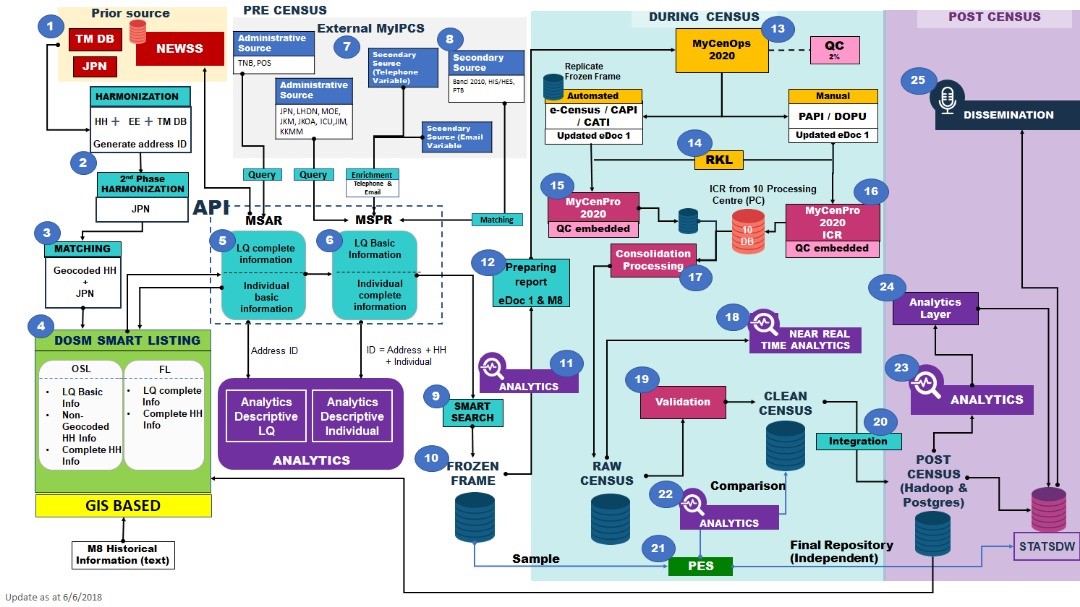 Prior source
1
TM DB
JPN
NEWSS
HARMONIZATION
HH + EE + TM DB
Generate address ID
2
2nd Phase
HARMONIZATION
JPN
3
MATCHING
Geocoded HH
+
JPN
4
DOSM SMART LISTING
OSL
• LQ Basic
Info
• Non-
Geocoded
HH Info
• Complete HH
Info
FL
• LQ complete
Info
• Complete HH
Info
GIS BASED
M8 Historical
Information (text)
Update as at 6/6/2018
PRE CENSUS
External MyIPCS
Administrative
Source
TNB, POS
7
Administrative
Source
JPN, LHDN, MOE,
JKM, JKOA, ICU,JIM,
KKMM
Secondary
Source
(Telephone
Variable)
8
Secondary
Source
Banci 2010, HIS/HES,
PTB
Secondary
Source (Email
Variable
Query
Query
Enrichment
Telephone &
Email
Matching
API
MSAR
MSPR
5
LQ complete
information
Individual
basic
information
6
LQ Basic
Information
Individual
complete
information
Address ID
ID = Address + HH
+ Individual
Analytics
Descriptive
LQ
Analytics
Descriptive
Individual
ANALYTICS
9
SMART
SEARCH
10
FROZEN
FRAME
11
ANALYTICS
12
Preparing
report
eDoc 1 & M8
Sample
DURING CENSUS
13
MyCenOps
2020
QC
2%
Replicate
Frozen Frame
Automated
e-Census / CAPI
/ CATI
Updated eDoc 1
Manual
PAPI / DOPU
Updated eDoc 1
14
RKL
15
MyCenPro
2020
QC embedded
ICR from 10 Processing
Centre (PC)
10
DB
16
MyCenPro
2020
ICR
QC embedded
Consolidation
Processing
17
18
NEAR REAL
TIME ANALYTICS
19
Validation
CLEAN
CENSUS
20
Integration
RAW
CENSUS
Comparison
22
ANALYTICS
21
PES
Final Repository
(Independent)
POST CENSUS
25
DISSEMINATION
24
Analytics
Layer
23
ANALYTICS
POST
CENSUS
(Hadoop &
Postgres)
STATSDW